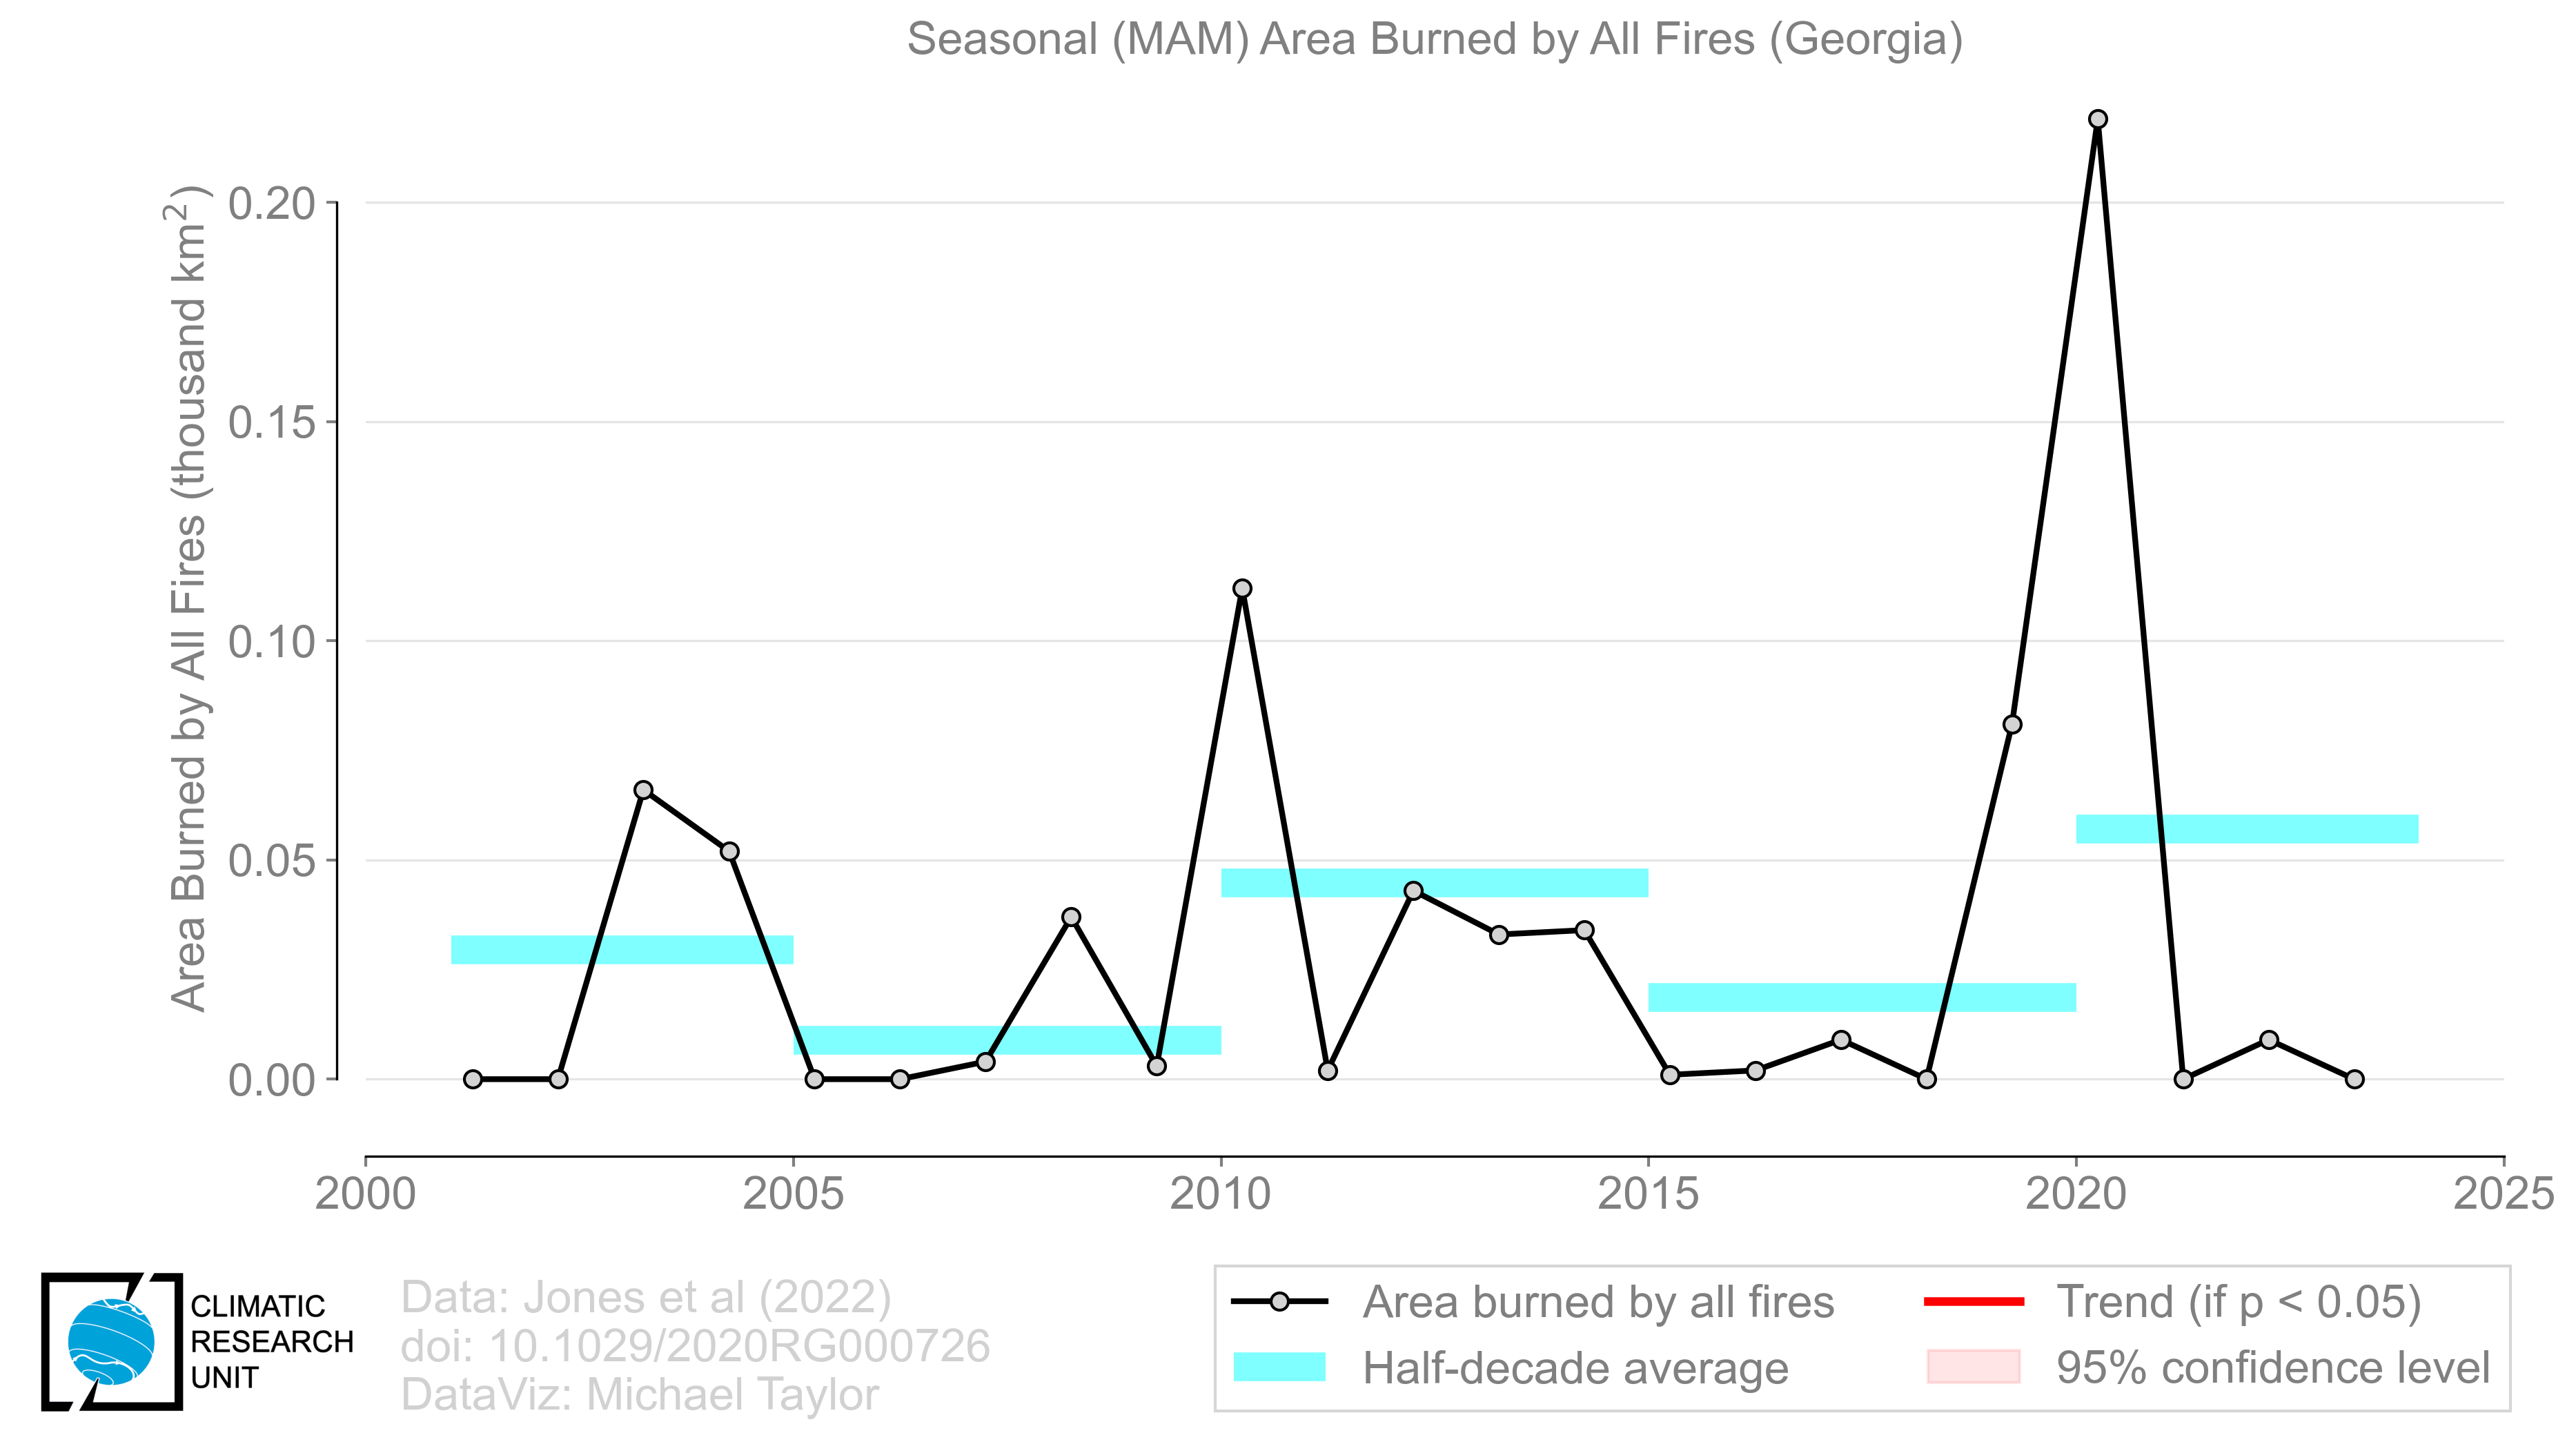 Seasonal (MAM) Area Burned by All Fires (Georgia)
Area Burned by All Fires (thousand km²)
0.20
0.15
0.10
0.05
0.00
2000
2005
2010
2015
2020
2025
CLIMATIC
RESEARCH
UNIT
Data: Jones et al (2022)
doi: 10.1029/2020RG000726
DataViz: Michael Taylor
Area burned by all fires
Half-decade average
Trend (if p < 0.05)
95% confidence level